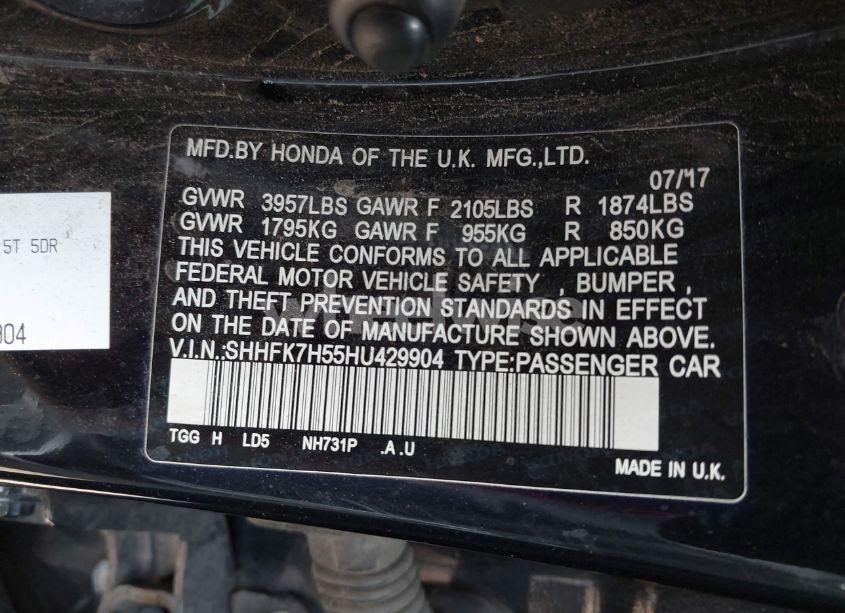 MFD.BY HONDA OF THE U.K. MFG.,LTD.
07/17
GVWR 3957LBS GAWR F 2105LBS R 1874LBS
GVWR 1795KG GAWR F 955KG R 850KG
THIS VEHICLE CONFORMS TO ALL APPLICABLE
FEDERAL MOTOR VEHICLE SAFETY , BUMPER ,
AND THEFT PREVENTION STANDARDS IN EFFECT
ON THE DATE OF MANUFACTURE SHOWN ABOVE.
V.I.N.:SHHFK7H55HU429904 TYPE:PASSENGER CAR
TGG H LD5 NH731P .A.U
MADE IN U.K.
5T 5DR
904